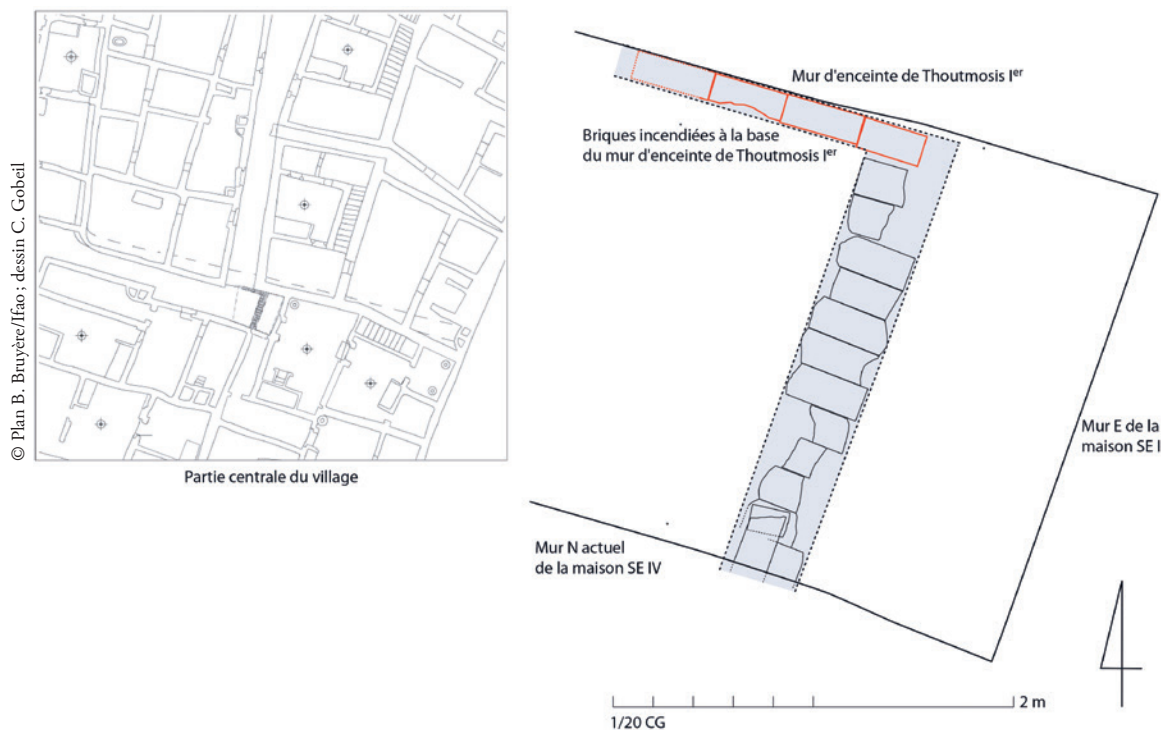 © Plan B. Bruyère/Ifao ; dessin C. Gobeil
Partie centrale du village
Mur d'enceinte de Thoutmosis Ier
Briques incendiées à la base
du mur d'enceinte de Thoutmosis Ier
Mur E de la
maison SE I
Mur N actuel
de la maison SE IV
2 m
1/20 CG